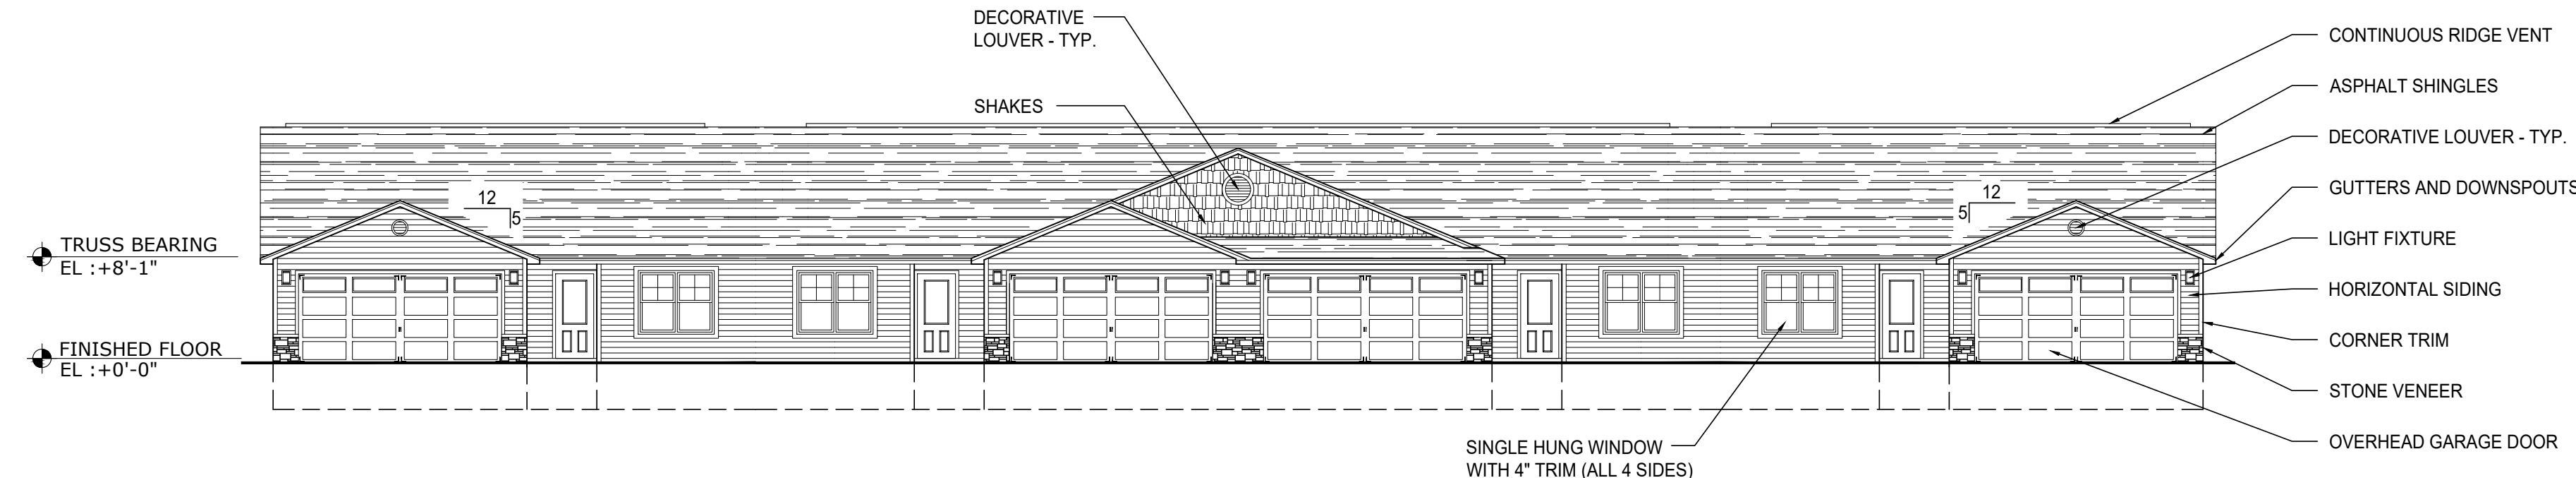 DECORATIVE
LOUVER - TYP.
SHAKES
12
5
TRUSS BEARING
EL :+8'-1"
FINISHED FLOOR
EL :+0'-0"
12
5
SINGLE HUNG WINDOW
WITH 4" TRIM (ALL 4 SIDES)
CONTINUOUS RIDGE VENT
ASPHALT SHINGLES
DECORATIVE LOUVER - TYP.
GUTTERS AND DOWNSPOUTS
LIGHT FIXTURE
HORIZONTAL SIDING
CORNER TRIM
STONE VENEER
OVERHEAD GARAGE DOOR